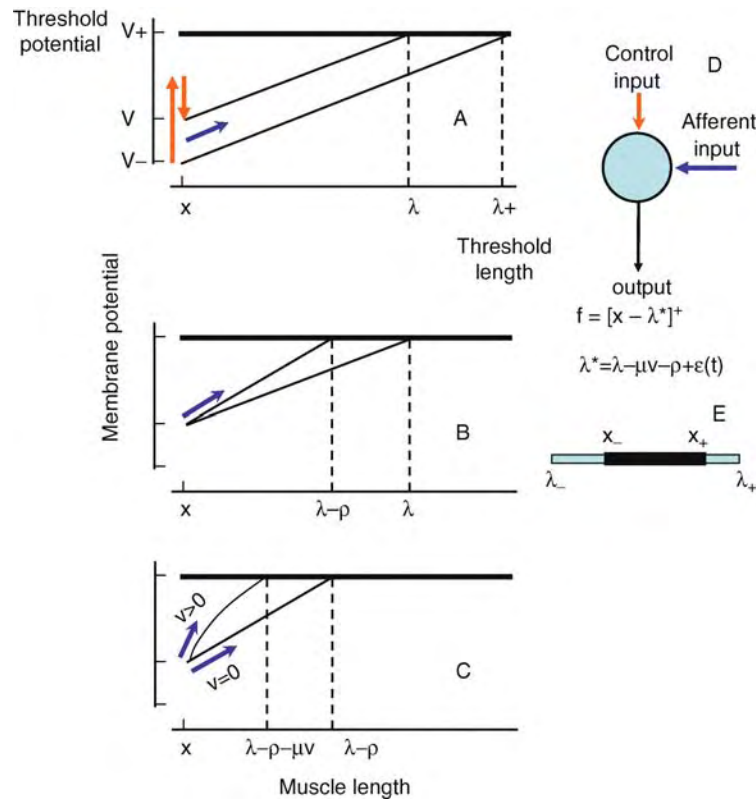 Threshold potential
V+
V
V–
A
x
λ
λ+
Threshold length
Membrane potential
B
x
λ–ρ
λ
v>0
v=0
C
x
λ–ρ–μv
λ–ρ
Muscle length
Control input
D
Afferent input
output
f = [x – λ*]⁺
λ*=λ–μv–ρ+ε(t)
E
x₋
x₊
λ₋
λ₊